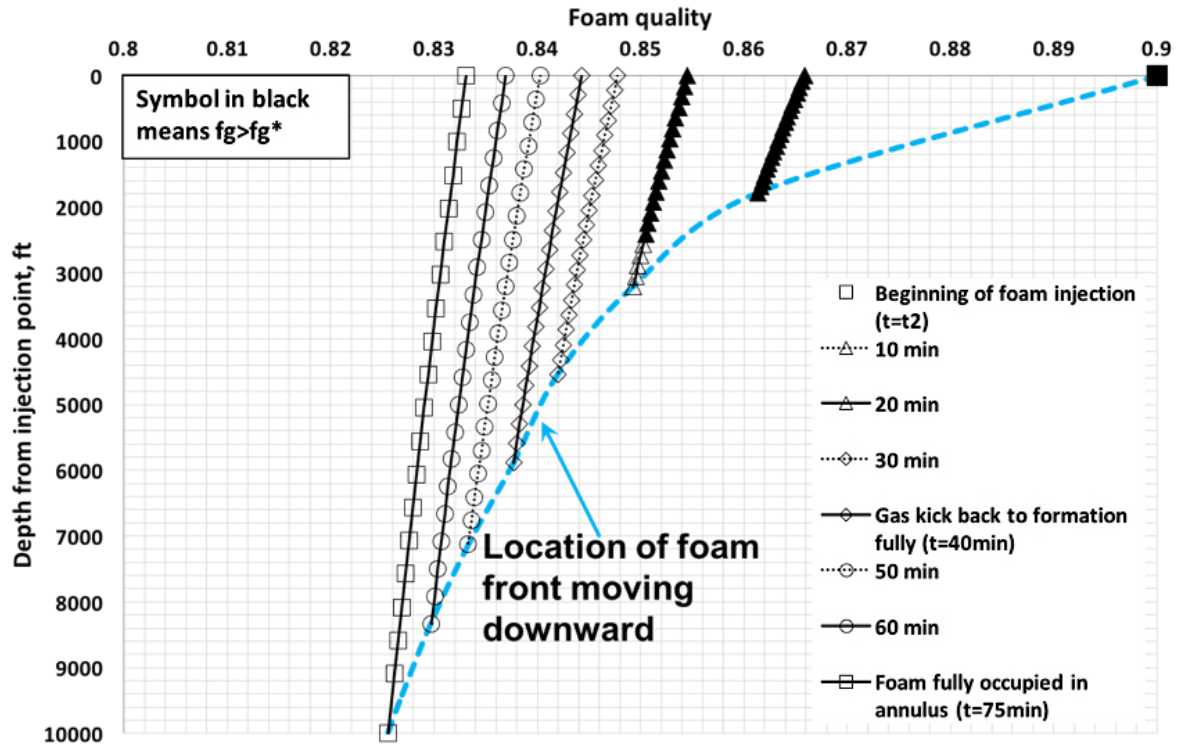 Foam quality
0.8 0.81 0.82 0.83 0.84 0.85 0.86 0.87 0.88 0.89 0.9
Depth from injection point, ft
0
1000
2000
3000
4000
5000
6000
7000
8000
9000
10000
Symbol in black
means fg>fg*
Location of foam
front moving
downward
Beginning of foam injection
(t=t2)
10 min
20 min
30 min
Gas kick back to formation
fully (t=40min)
50 min
60 min
Foam fully occupied in
annulus (t=75min)